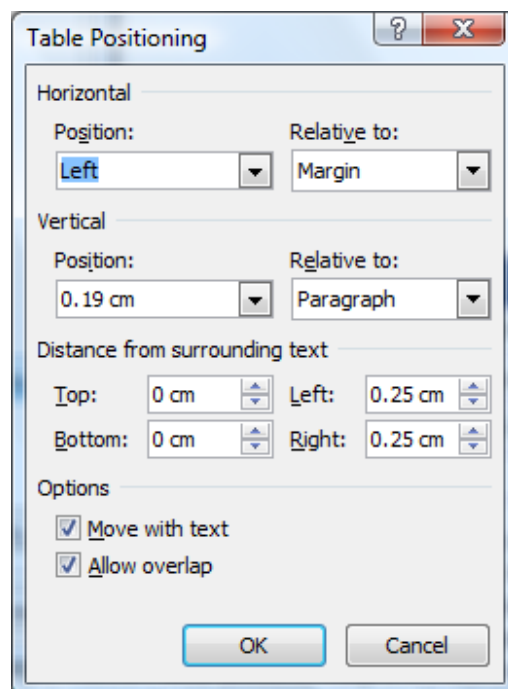 Table Positioning
Horizontal
Position: Relative to:
Left Margin
Vertical
Position: Relative to:
0.19 cm Paragraph
Distance from surrounding text
Top: 0 cm Left: 0.25 cm
Bottom: 0 cm Right: 0.25 cm
Options
Move with text
Allow overlap
OK Cancel